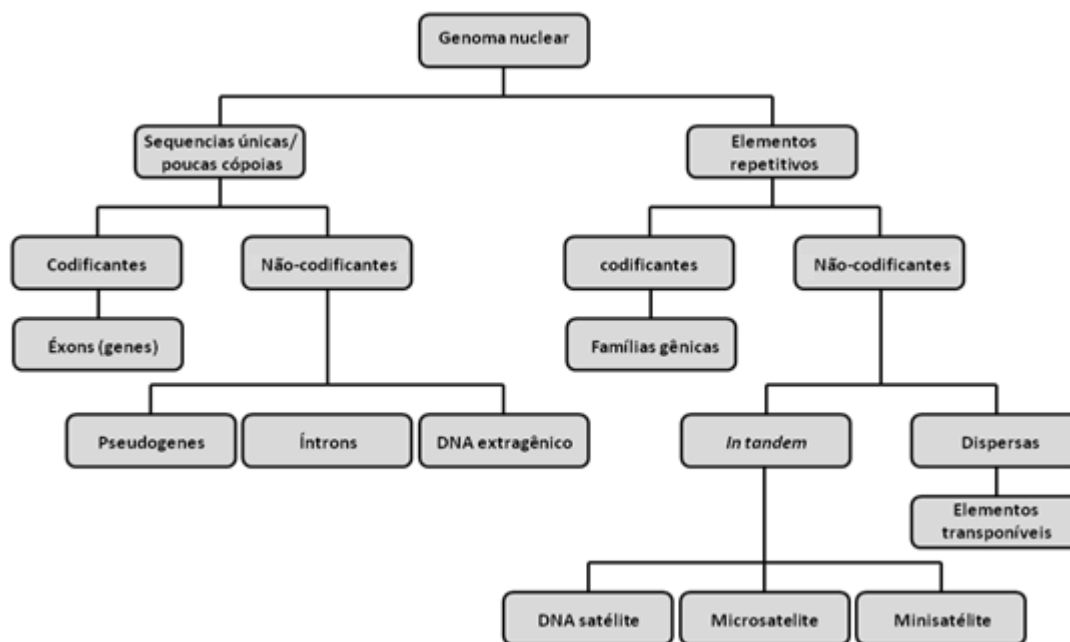 Genoma nuclear
Sequencias únicas/
poucas cópoias
Elementos
repetitivos
Codificantes
Não-codificantes
codificantes
Não-codificantes
Éxons (genes)
Famílias gênicas
Pseudogenes
Íntrons
DNA extragênico
In tandem
Dispersas
Elementos
transponíveis
DNA satélite
Microsatelite
Minisatélite